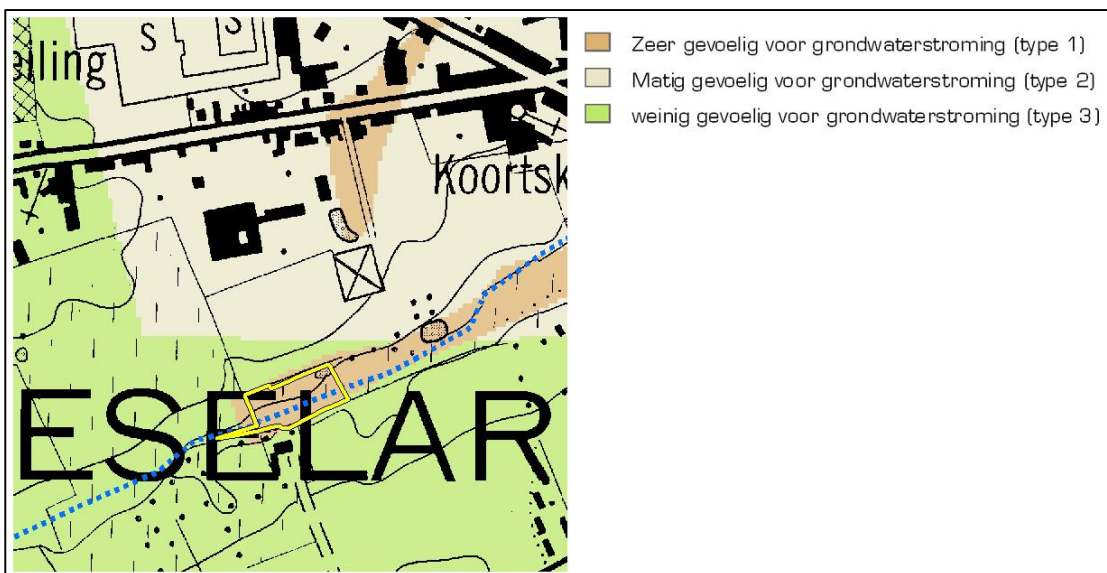 S
S
eiling
Koortsk
ESELAR
Zeer gevoelig voor grondwaterstroming (type 1)
Matig gevoelig voor grondwaterstroming (type 2)
weinig gevoelig voor grondwaterstroming (type 3)